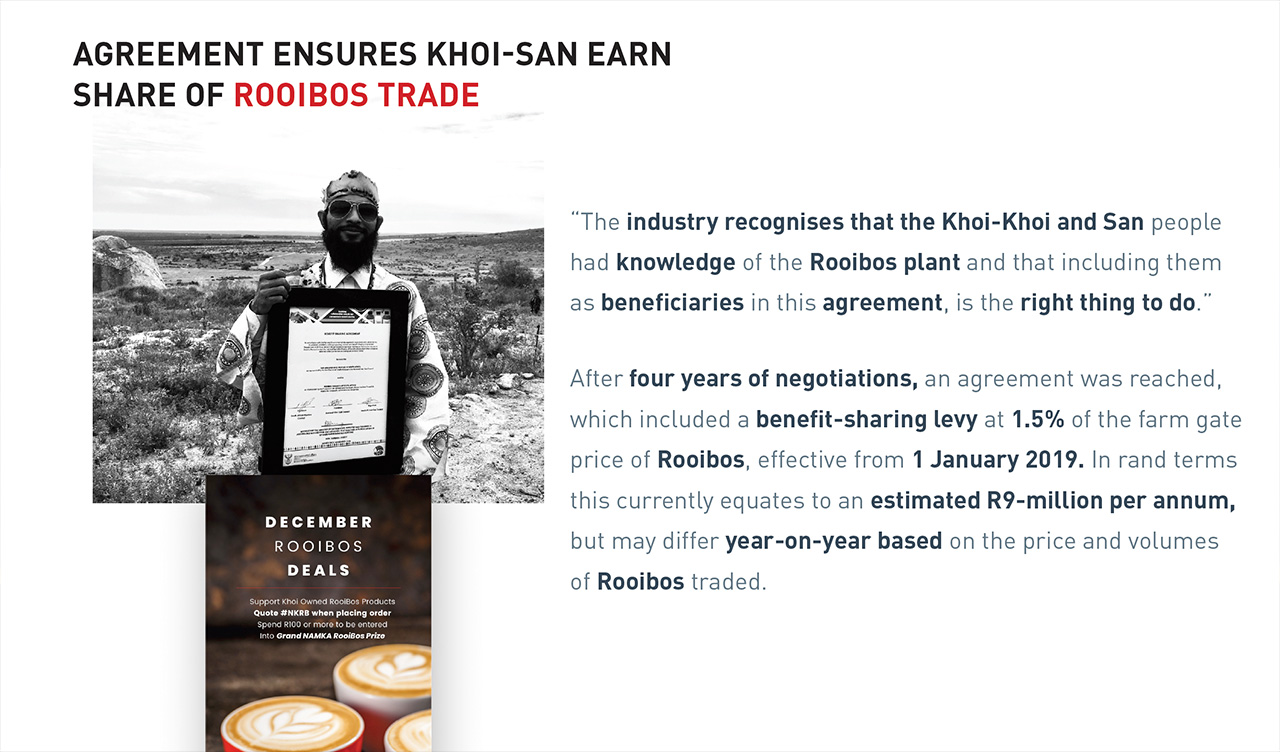 AGREEMENT ENSURES KHOI-SAN EARN
SHARE OF ROOIBOS TRADE
“The industry recognises that the Khoi-Khoi and San people
had knowledge of the Rooibos plant and that including them
as beneficiaries in this agreement, is the right thing to do.”
After four years of negotiations, an agreement was reached,
which included a benefit-sharing levy at 1.5% of the farm gate
price of Rooibos, effective from 1 January 2019. In rand terms
this currently equates to an estimated R9-million per annum,
but may differ year-on-year based on the price and volumes
of Rooibos traded.
DECEMBER
ROOIBOS
DEALS
Support Khoi Owned RooiBos Products
Quote #NKRB when placing order
Spend R100 or more to be entered
Into Grand NAMKA RooiBos Prize